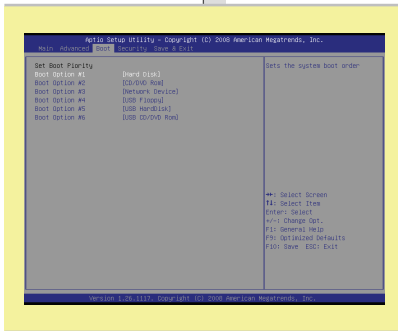 Aptio Setup Utility - Copyright (C) 2008 American Megatrends, Inc.
Main Advanced Boot Security Save & Exit
Set Boot Piority
Boot Option #1 [Hard Disk]
Boot Option #2 [CD/DVD Rom]
Boot Option #3 [Network Device]
Boot Option #4 [USB Floppy]
Boot Option #5 [USB HardDisk]
Boot Option #6 [USB CD/DVD Rom]
Sets the system boot order
→←: Select Screen
↑↓: Select Item
Enter: Select
+/-: Change Opt.
F1: General Help
F9: Optimized Defaults
F10: Save ESC: Exit
Version 1.26.1117. Copyright (C) 2008 American Megatrends, Inc.